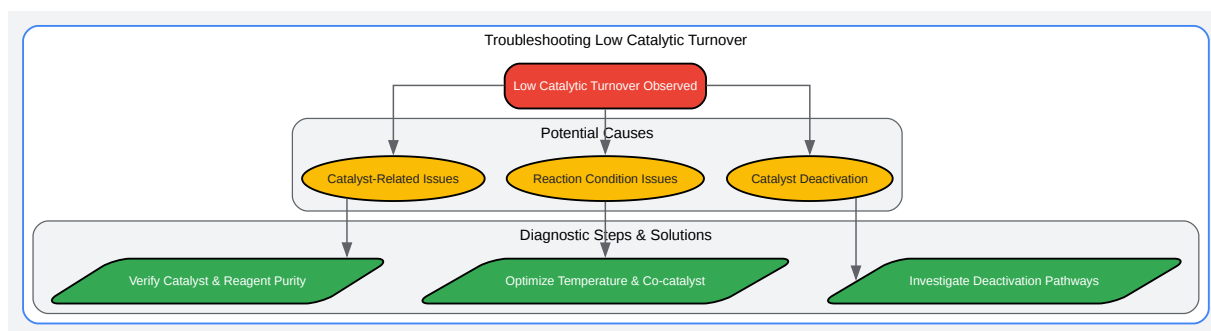 Troubleshooting Low Catalytic Turnover
Low Catalytic Turnover Observed
Potential Causes
Catalyst-Related Issues
Reaction Condition Issues
Catalyst Deactivation
Diagnostic Steps & Solutions
Verify Catalyst & Reagent Purity
Optimize Temperature & Co-catalyst
Investigate Deactivation Pathways